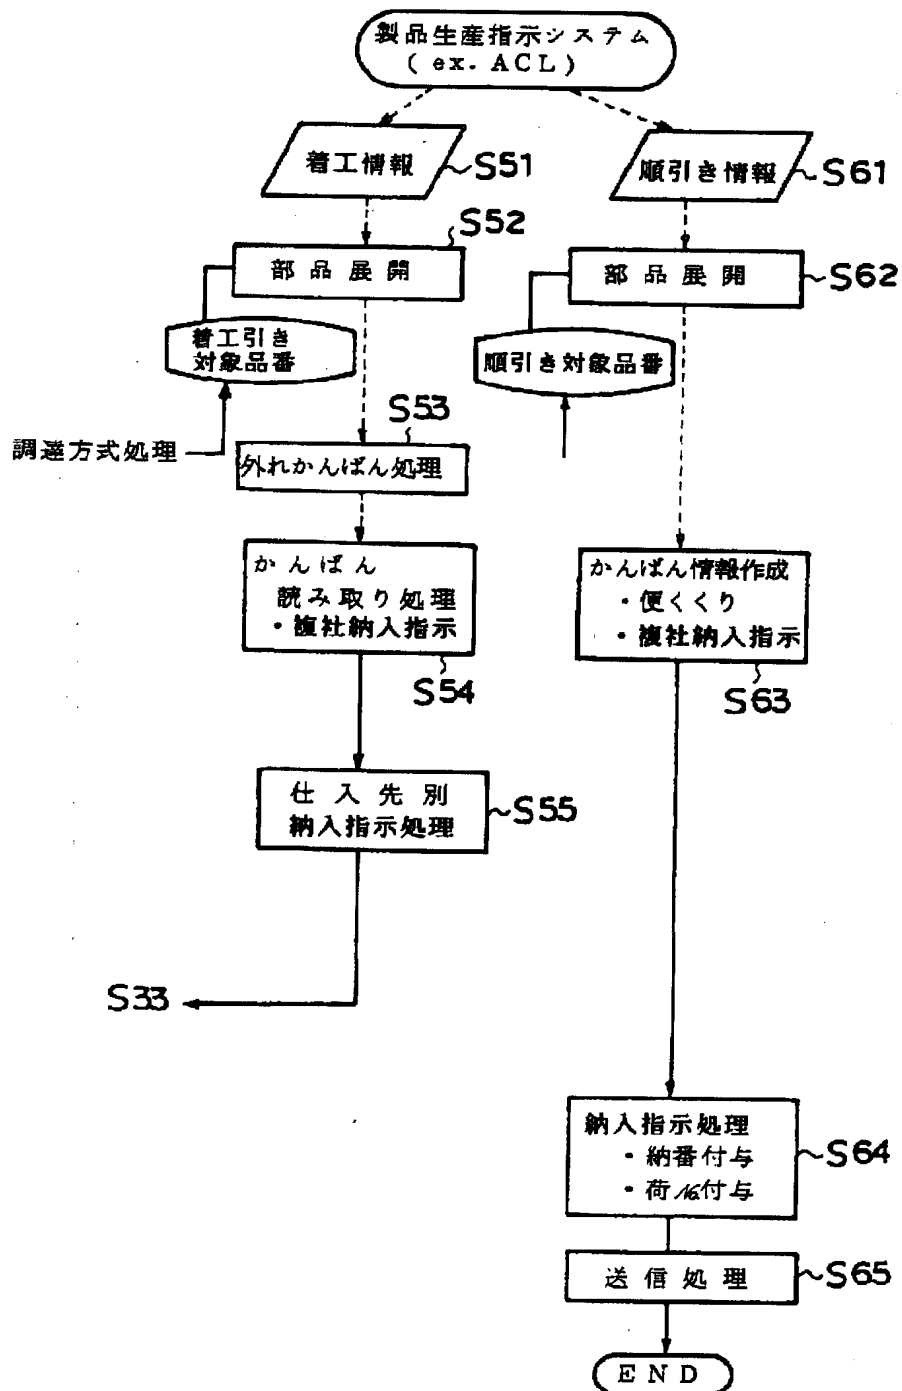 製品生産指示システム
( ex. ACL )
着工情報
S51
順引き情報
S61
S52
部品展開
部品展開
S62
着工引き
対象品番
順引き対象品番
S53
調達方式処理
外れかんばん処理
かんばん
読み取り処理
・複社納入指示
S54
かんばん情報作成
・便くくり
・複社納入指示
S63
仕入先別
納入指示処理
S55
S33
納入指示処理
・納番付与
・荷№付与
S64
送信処理
S65
END